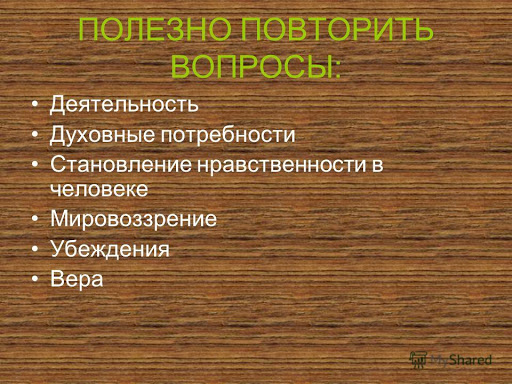 ПОЛЕЗНО ПОВТОРИТЬ
ВОПРОСЫ:
• Деятельность
• Духовные потребности
• Становление нравственности в
человеке
• Мировоззрение
• Убеждения
• Вера
MyShared